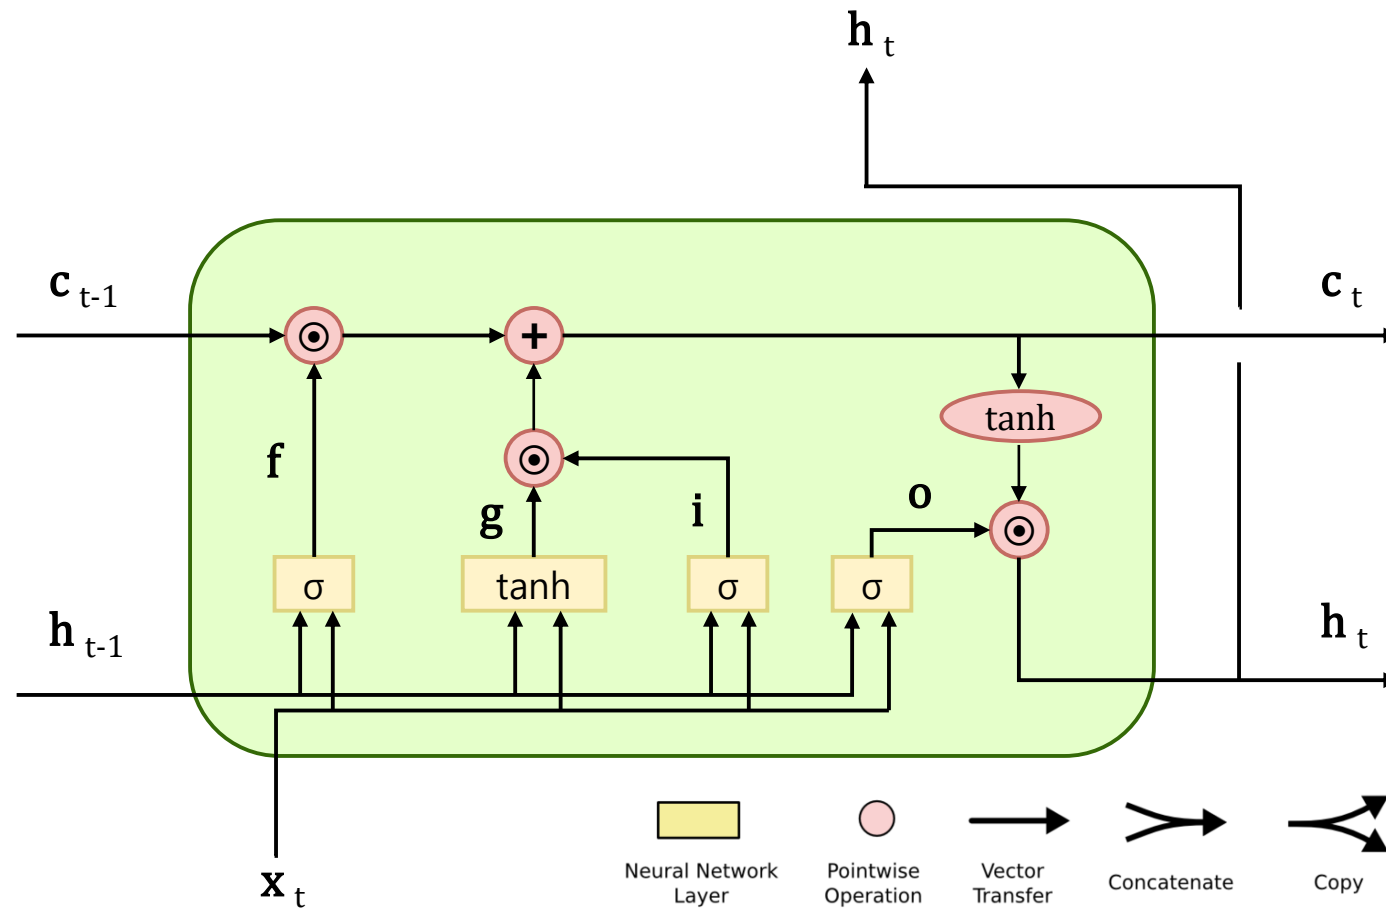 h t
c t-1
c t
⊙
+
tanh
f
⊙
o
g
i
⊙
σ
tanh
σ
σ
h t-1
h t
x t
Neural Network
Layer
Pointwise
Operation
Vector
Transfer
Concatenate
Copy